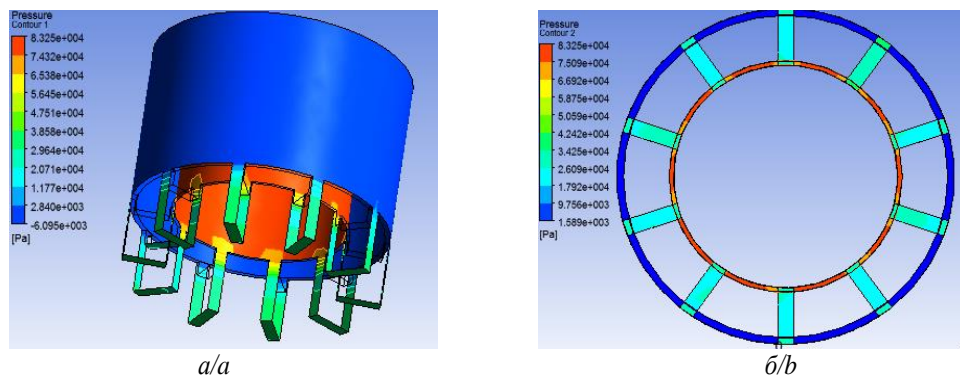 Pressure
Contour 1
8.325e+004
7.432e+004
6.538e+004
5.645e+004
4.751e+004
3.858e+004
2.964e+004
2.071e+004
1.177e+004
2.840e+003
-6.095e+003
[Pa]
а/a
Pressure
Contour 2
8.325e+004
7.509e+004
6.692e+004
5.875e+004
5.059e+004
4.242e+004
3.425e+004
2.609e+004
1.792e+004
9.756e+003
1.589e+003
[Pa]
б/b